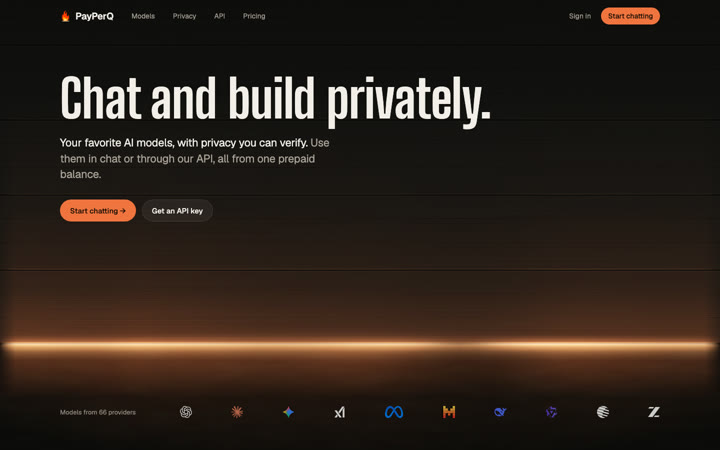 PayPerQ
Models
Privacy
API
Pricing
Sign in
Start chatting
Chat and build privately.
Your favorite AI models, with privacy you can verify. Use
them in chat or through our API, all from one prepaid
balance.
Start chatting →
Get an API key
Models from 66 providers